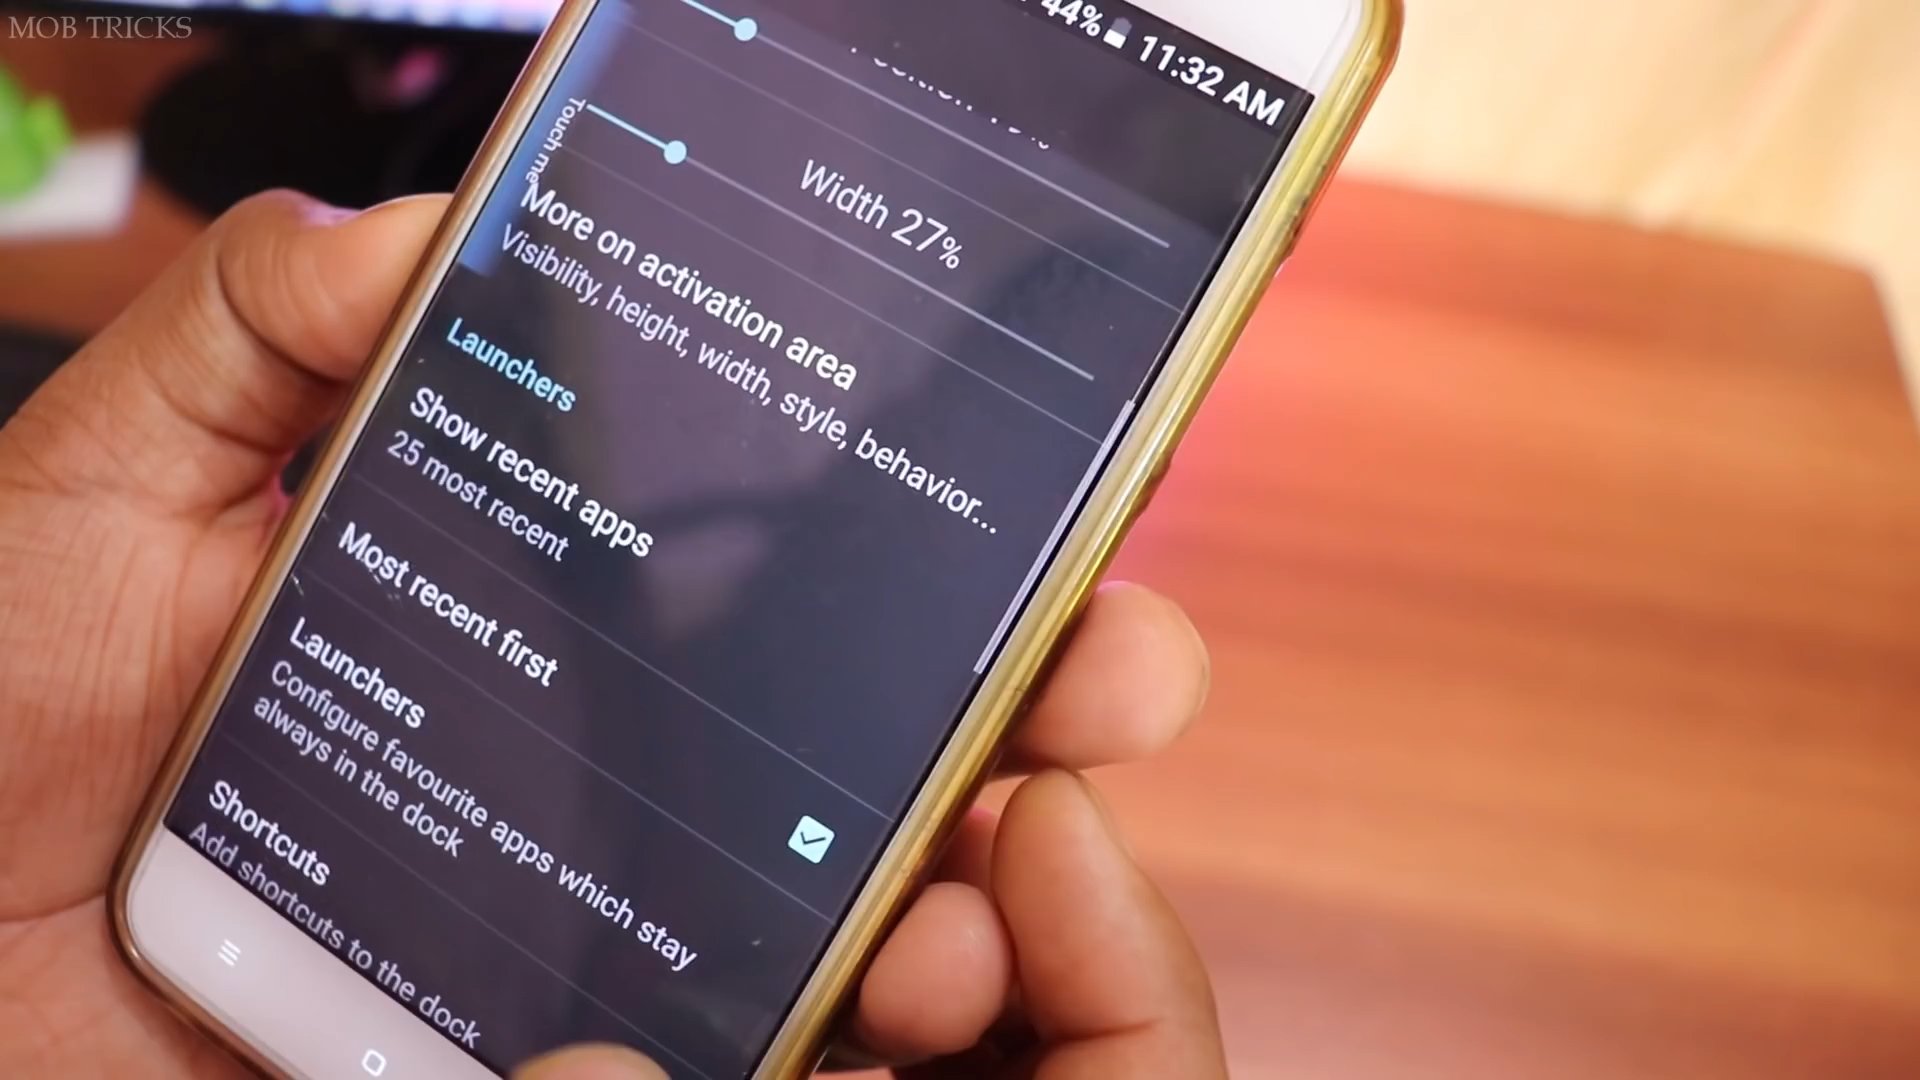 MOB TRICKS
44%
11:32 AM
Touch me
Width 27%
More on activation area
Visibility, height, width, style, behavior...
Launchers
Show recent apps
25 most recent
Most recent first
Launchers
Configure favourite apps which stay
always in the dock
Shortcuts
Add shortcuts to the dock